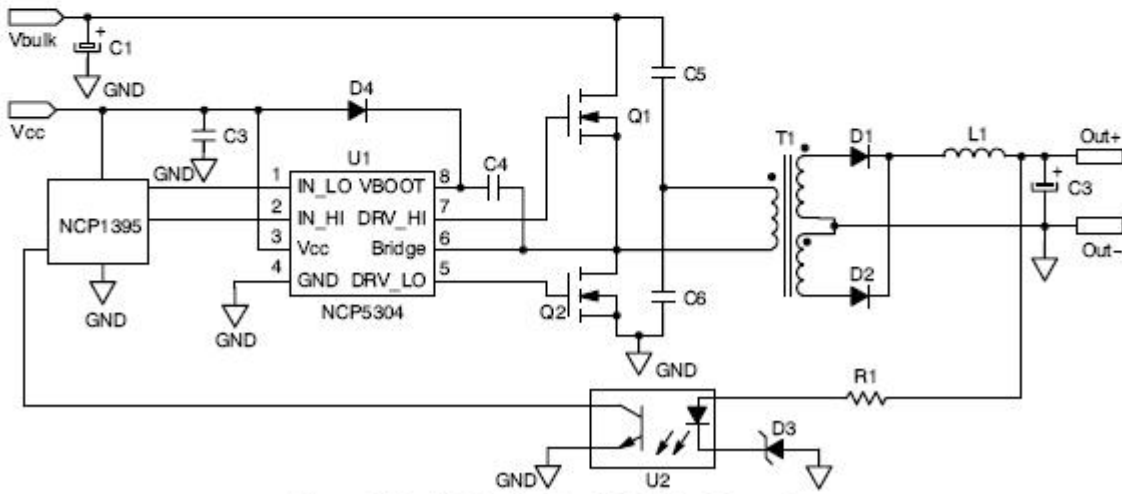 Vbulk
+
C1
GND
Vcc
D4
C3
GND
U1
C4
Q1
C5
T1
D1
L1
Out+
+
C3
Out−
D2
NCP1395
GND
1 IN_LO VBOOT 8
2 IN_HI DRV_HI 7
3 Vcc Bridge 6
4 GND DRV_LO 5
NCP5304
GND
Q2
C6
GND
R1
D3
GND
U2